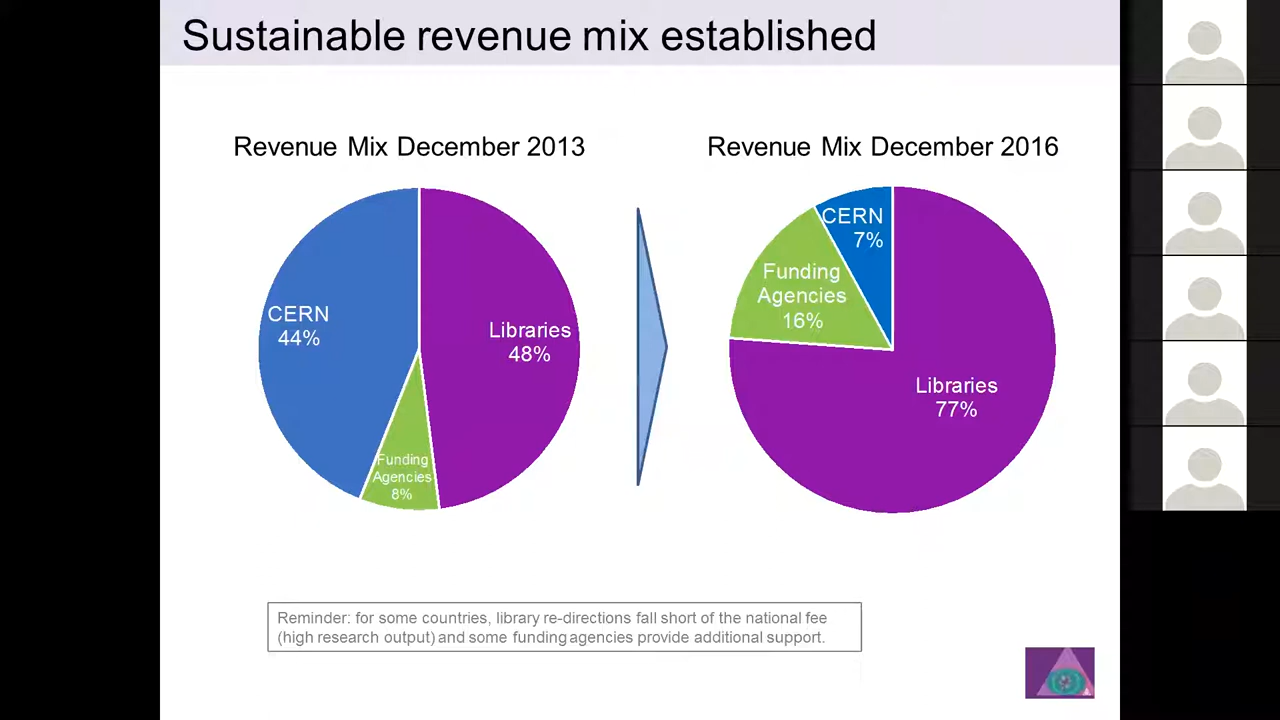 Sustainable revenue mix established
Revenue Mix December 2013
Revenue Mix December 2016
CERN
44%
Libraries
48%
Funding
Agencies
8%
CERN
7%
Funding
Agencies
16%
Libraries
77%
Reminder: for some countries, library re-directions fall short of the national fee
(high research output) and some funding agencies provide additional support.